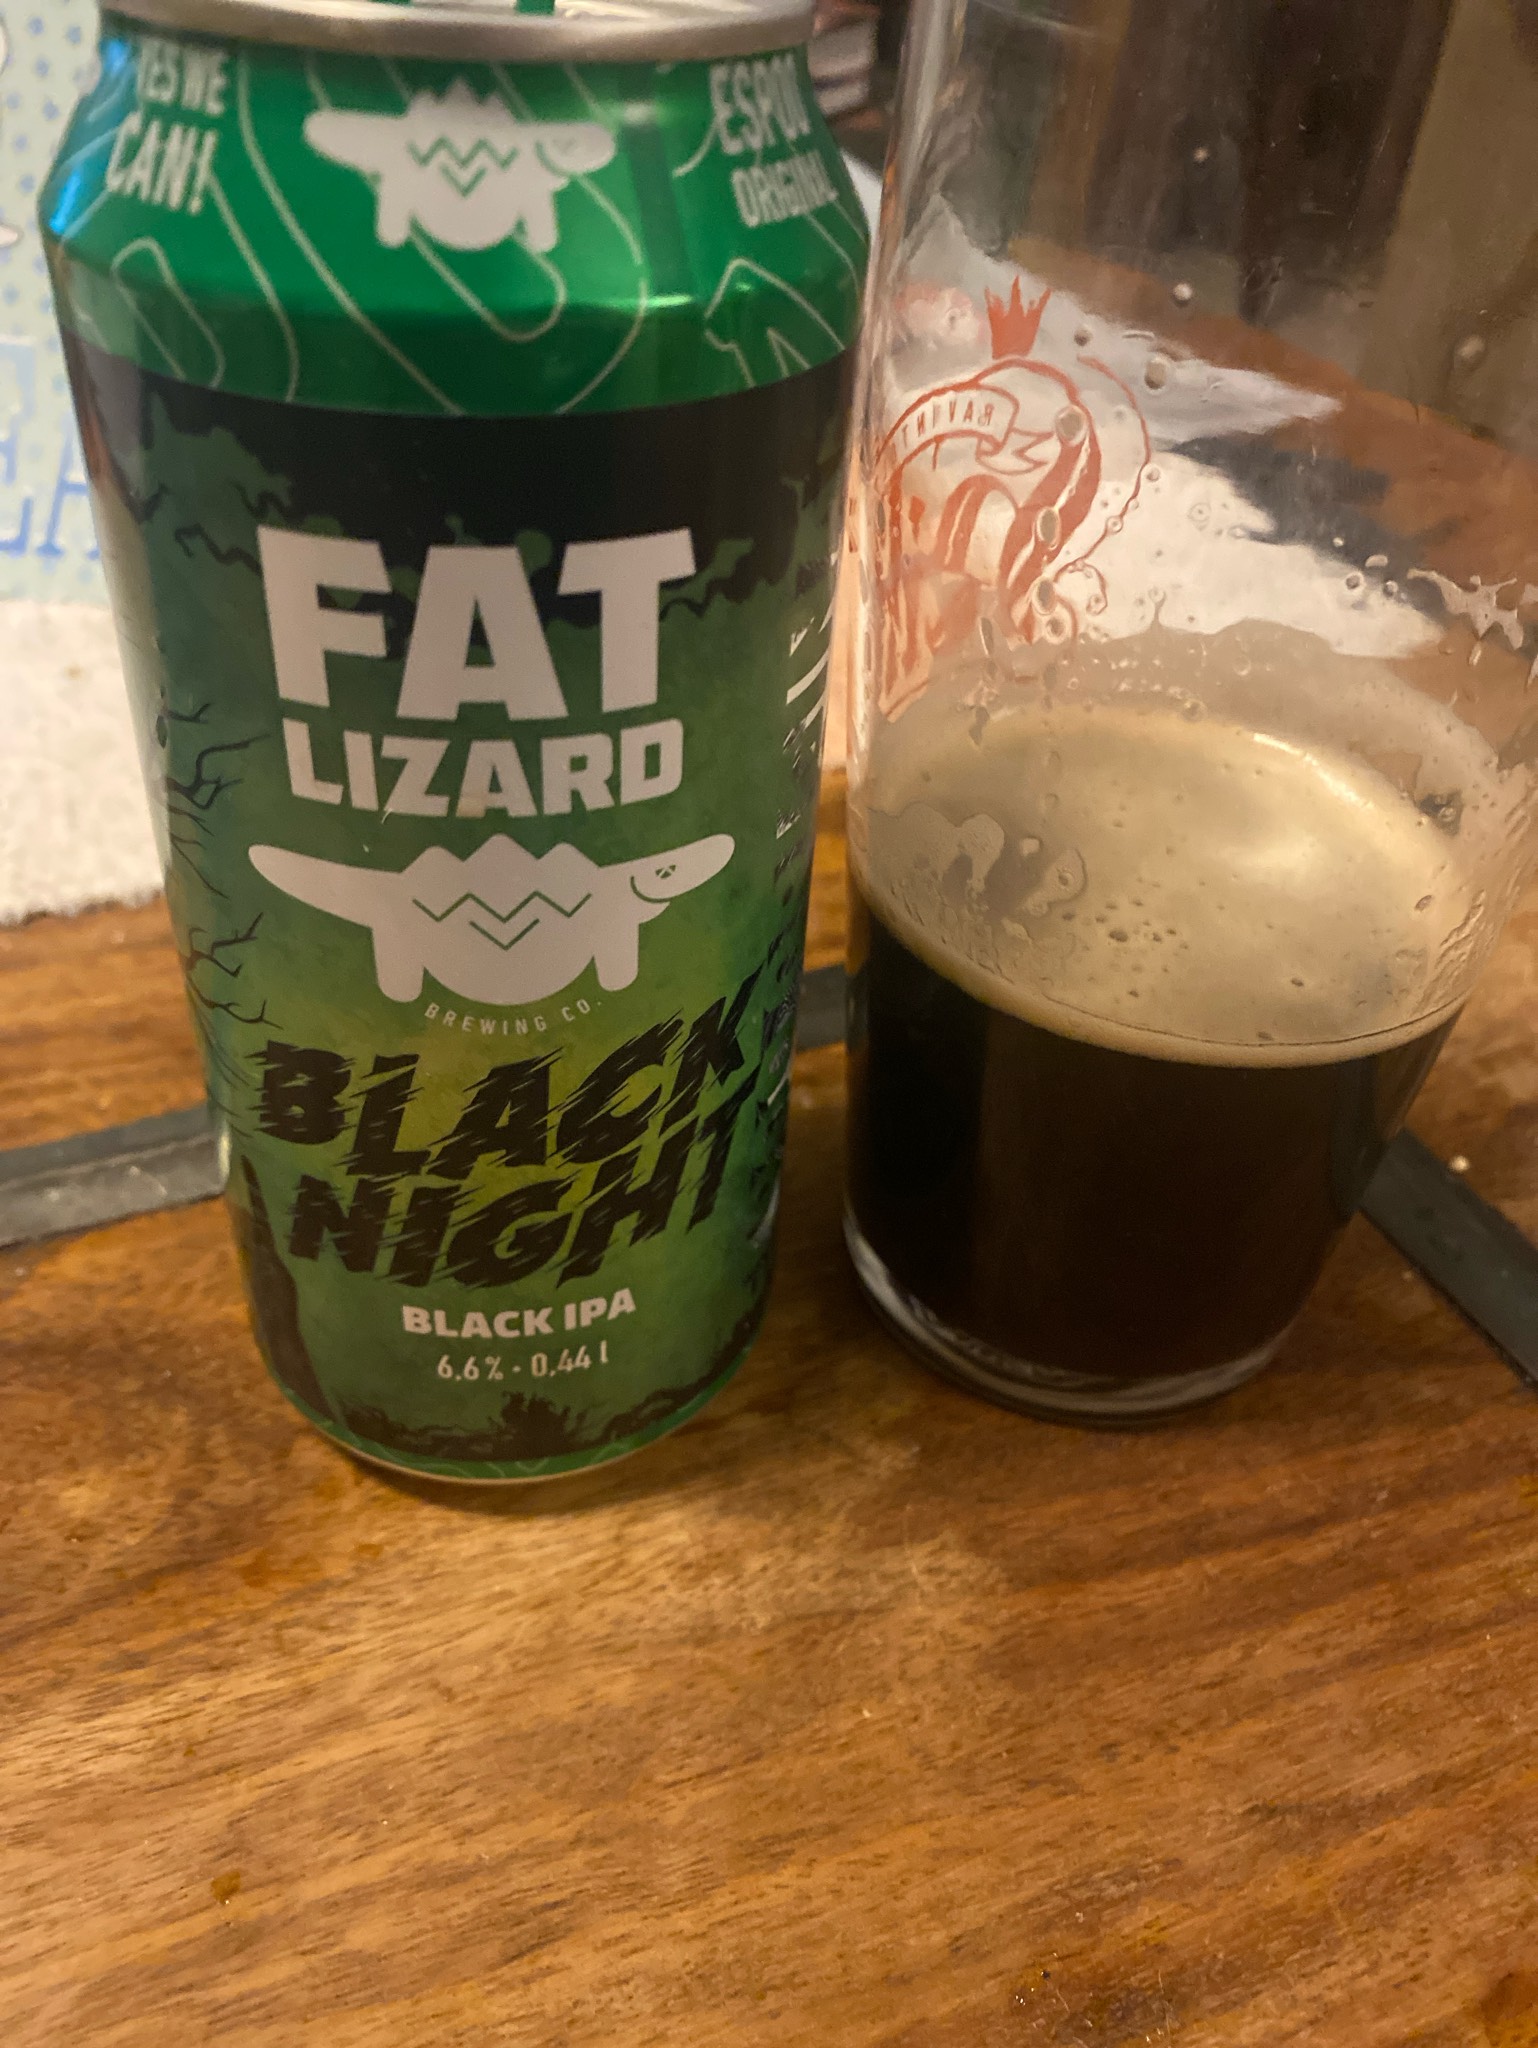 YES WE
CAN!
ESPOO
ORIGINAL
FAT
LIZARD
BREWING CO.
BLACK
NIGHT
BLACK IPA
6,6% - 0,44 l